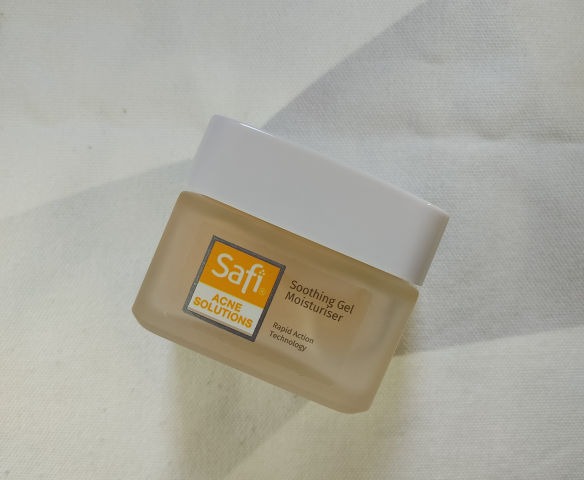 Safi
ACNE
SOLUTIONS
Soothing Gel
Moisturiser
Rapid Action
Technology